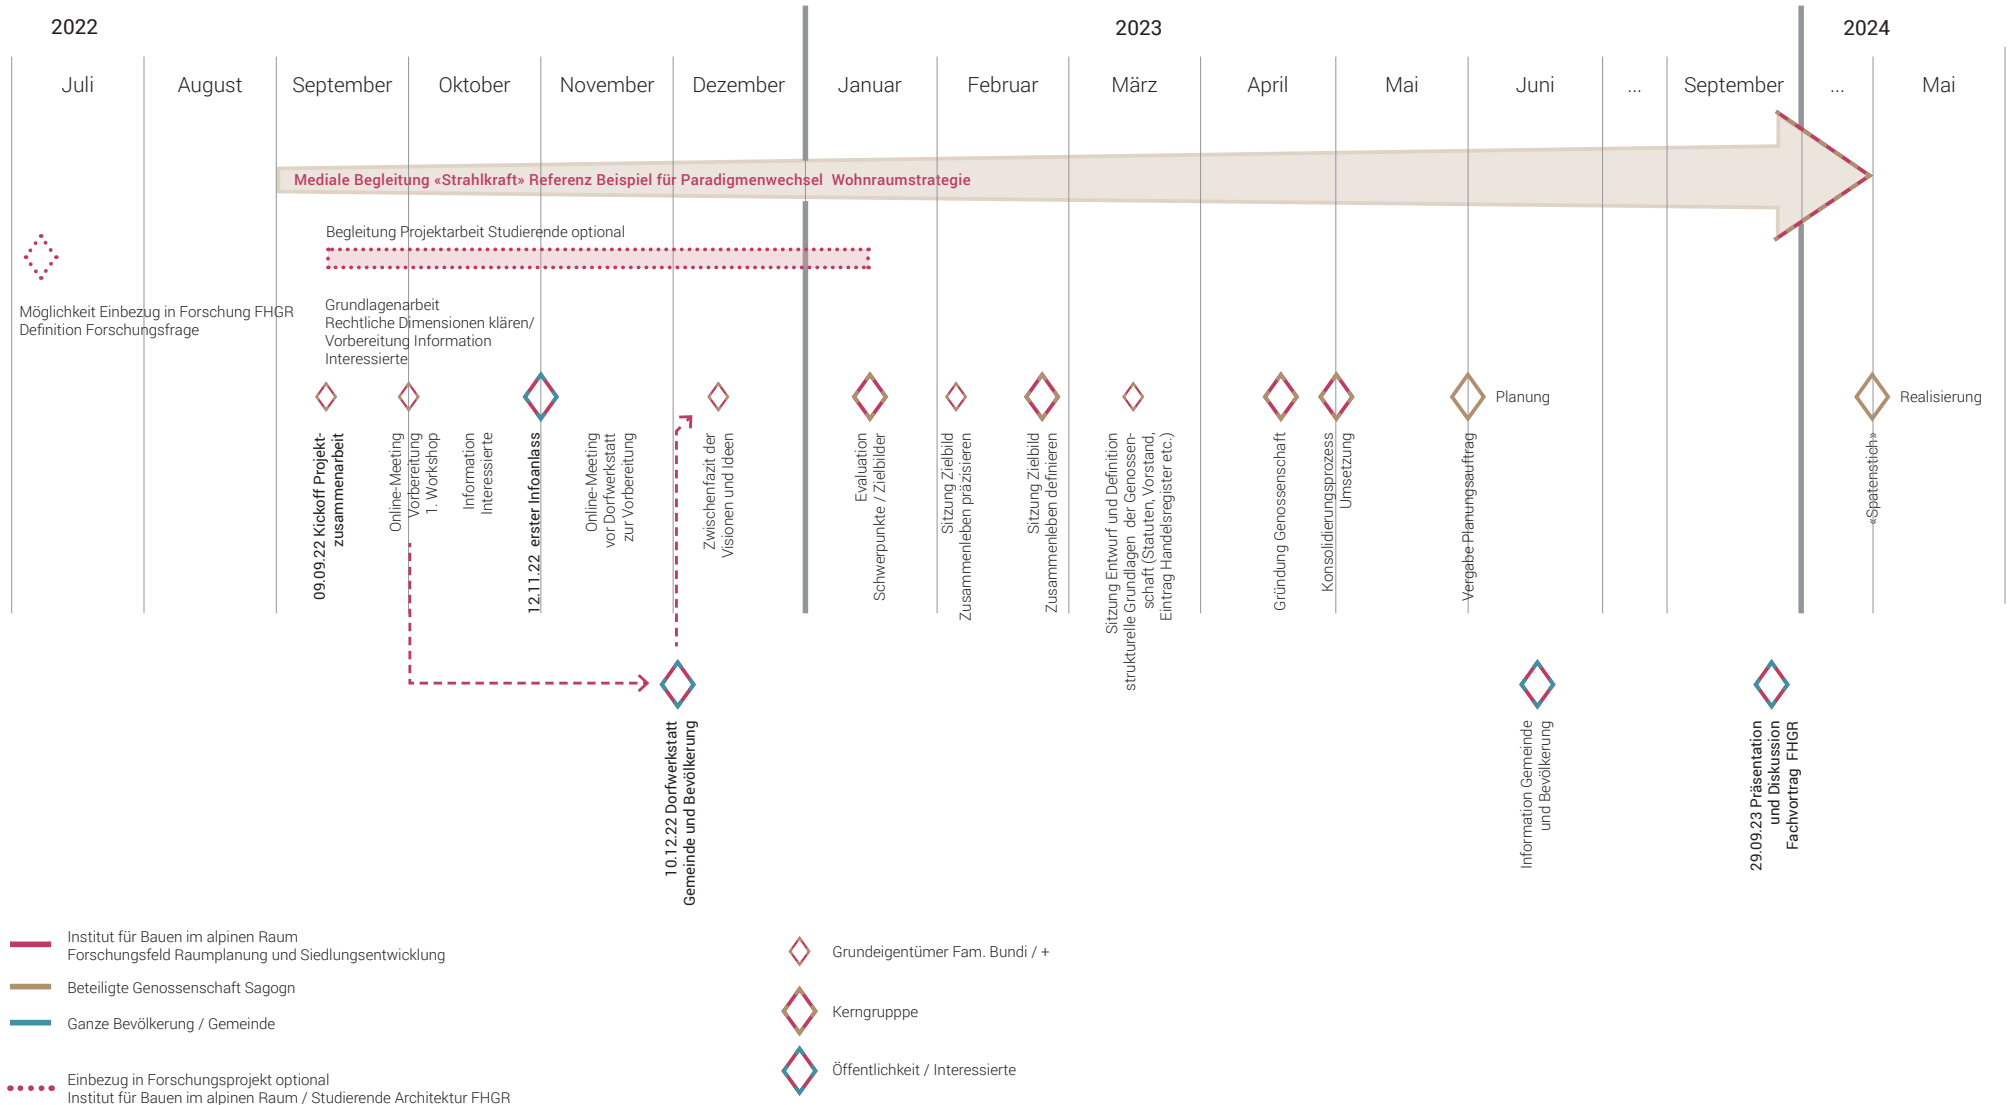 2022
2023
2024
Juli
August
September
Oktober
November
Dezember
Januar
Februar
März
April
Mai
Juni
...
September
...
Mai
Mediale Begleitung «Strahlkraft» Referenz Beispiel für Paradigmenwechsel Wohnraumstrategie
Begleitung Projektarbeit Studierende optional
Möglichkeit Einbezug in Forschung FHGR
Definition Forschungsfrage
Grundlagenarbeit
Rechtliche Dimensionen klären/
Vorbereitung Information
Interessierte
Planung
Realisierung
09.09.22 Kickoff Projekt-
zusammenarbeit
Online-Meeting
Vorbereitung
1. Workshop
Information
Interessierte
12.11.22 erster Infoanlass
Online-Meeting
vor Dorfwerkstatt
zur Vorbereitung
Zwischenfazit der
Visionen und Ideen
Evaluation
Schwerpunkte / Zielbilder
Sitzung Zielbild
Zusammenleben präzisieren
Sitzung Zielbild
Zusammenleben definieren
Sitzung Entwurf und Definition
strukturelle Grundlagen der Genossen-
schaft (Statuten, Vorstand,
Eintrag Handelsregister etc.)
Gründung Genossenschaft
Konsolidierungsprozess
Umsetzung
Vergabe Planungsauftrag
«Spatenstich»
10.12.22 Dorfwerkstatt
Gemeinde und Bevölkerung
Information Gemeinde
und Bevölkerung
29.09.23 Präsentation
und Diskussion
Fachvortrag FHGR
Institut für Bauen im alpinen Raum
Forschungsfeld Raumplanung und Siedlungsentwicklung
Beteiligte Genossenschaft Sagogn
Ganze Bevölkerung / Gemeinde
Einbezug in Forschungsprojekt optional
Institut für Bauen im alpinen Raum / Studierende Architektur FHGR
Grundeigentümer Fam. Bundi / +
Kerngrupppe
Öffentlichkeit / Interessierte